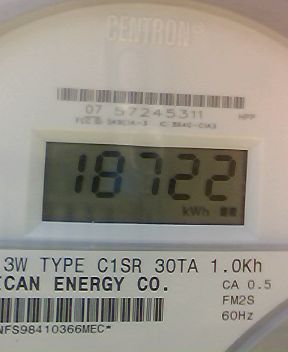 CENTRON
07 57245311
18722
kWh
3W TYPE C1SR 30TA 1.0Kh
ICAN ENERGY CO.
CA 0.5
FM2S
60Hz
NFS98410366MEC*